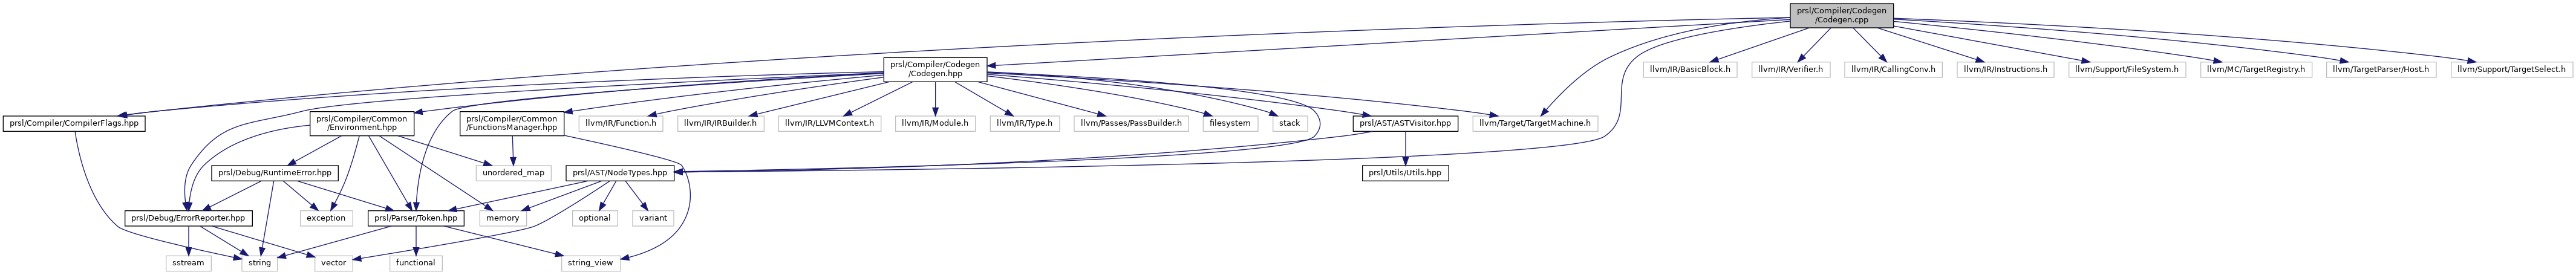 prsl/Compiler/Codegen
/Codegen.cpp
prsl/Compiler/Codegen
/Codegen.hpp
llvm/IR/BasicBlock.h
llvm/IR/Verifier.h
llvm/IR/CallingConv.h
llvm/IR/Instructions.h
llvm/Support/FileSystem.h
llvm/MC/TargetRegistry.h
llvm/TargetParser/Host.h
llvm/Support/TargetSelect.h
prsl/Compiler/CompilerFlags.hpp
prsl/Compiler/Common
/Environment.hpp
prsl/Compiler/Common
/FunctionsManager.hpp
llvm/IR/Function.h
llvm/IR/IRBuilder.h
llvm/IR/LLVMContext.h
llvm/IR/Module.h
llvm/IR/Type.h
llvm/Passes/PassBuilder.h
filesystem
stack
prsl/AST/ASTVisitor.hpp
llvm/Target/TargetMachine.h
prsl/Debug/RuntimeError.hpp
unordered_map
prsl/AST/NodeTypes.hpp
prsl/Utils/Utils.hpp
prsl/Debug/ErrorReporter.hpp
exception
prsl/Parser/Token.hpp
memory
optional
variant
sstream
string
vector
functional
string_view